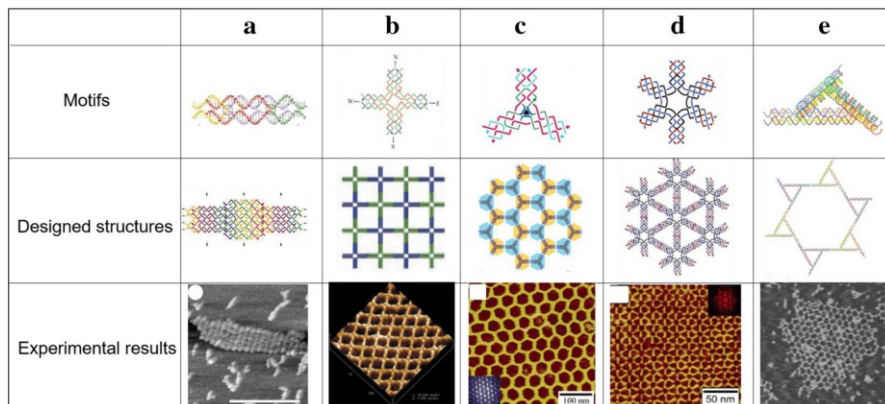 a b c d e
Motifs
N
W
E
S
Designed structures
Experimental results
100 nm
50 nm